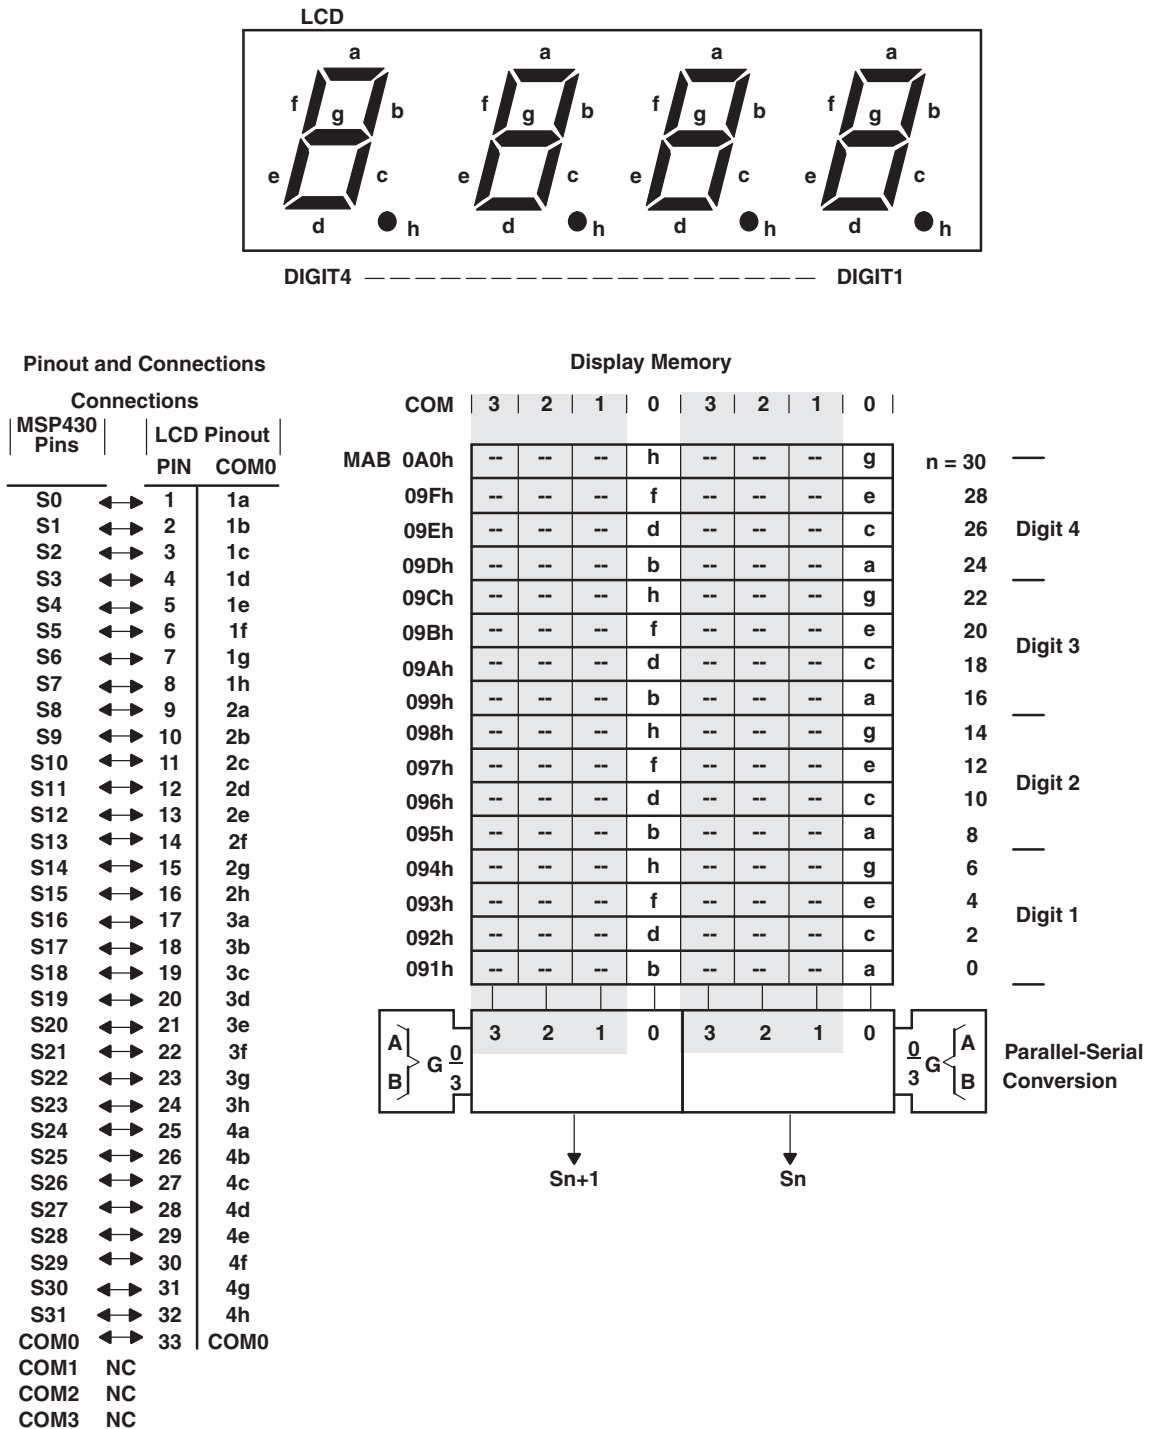 LCD
a a a a
f g b f g b f g b f g b
e c e c e c e c
d h d h d h d h
DIGIT4 — — — — — — — — — — — — — — — — — — DIGIT1
Pinout and Connections
Connections
MSP430 Pins LCD Pinout
PIN COM0
S0 1 1a
S1 2 1b
S2 3 1c
S3 4 1d
S4 5 1e
S5 6 1f
S6 7 1g
S7 8 1h
S8 9 2a
S9 10 2b
S10 11 2c
S11 12 2d
S12 13 2e
S13 14 2f
S14 15 2g
S15 16 2h
S16 17 3a
S17 18 3b
S18 19 3c
S19 20 3d
S20 21 3e
S21 22 3f
S22 23 3g
S23 24 3h
S24 25 4a
S25 26 4b
S26 27 4c
S27 28 4d
S28 29 4e
S29 30 4f
S30 31 4g
S31 32 4h
COM0 33 COM0
COM1 NC
COM2 NC
COM3 NC
Display Memory
COM 3 2 1 0 3 2 1 0
MAB 0A0h -- -- -- h -- -- -- g n = 30
09Fh -- -- -- f -- -- -- e 28
09Eh -- -- -- d -- -- -- c 26 Digit 4
09Dh -- -- -- b -- -- -- a 24
09Ch -- -- -- h -- -- -- g 22
09Bh -- -- -- f -- -- -- e 20 Digit 3
09Ah -- -- -- d -- -- -- c 18
099h -- -- -- b -- -- -- a 16
098h -- -- -- h -- -- -- g 14
097h -- -- -- f -- -- -- e 12 Digit 2
096h -- -- -- d -- -- -- c 10
095h -- -- -- b -- -- -- a 8
094h -- -- -- h -- -- -- g 6
093h -- -- -- f -- -- -- e 4 Digit 1
092h -- -- -- d -- -- -- c 2
091h -- -- -- b -- -- -- a 0
A B G 0 3 3 2 1 0 3 2 1 0 0 3 G A B
Parallel-Serial
Conversion
Sn+1 Sn